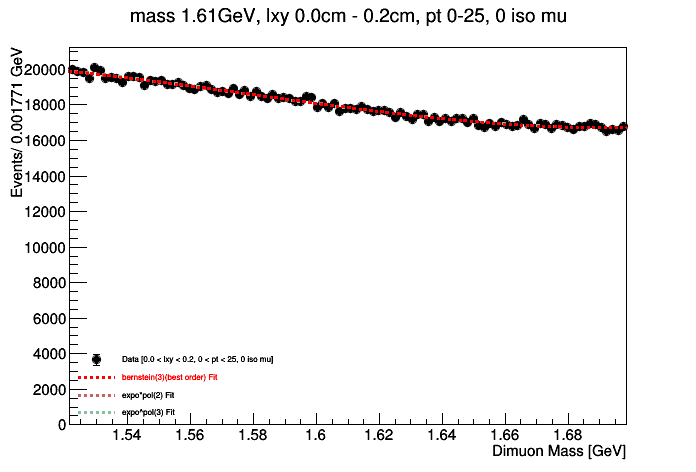 mass 1.61GeV, lxy 0.0cm - 0.2cm, pt 0-25, 0 iso mu
Events/ 0.001771 GeV
20000
18000
16000
14000
12000
10000
8000
6000
4000
2000
0
Data [0.0 < lxy < 0.2, 0 < pt < 25, 0 iso mu]
bernstein(3)(best order) Fit
expo*pol(2) Fit
expo^pol(3) Fit
1.54 1.56 1.58 1.6 1.62 1.64 1.66 1.68
Dimuon Mass [GeV]